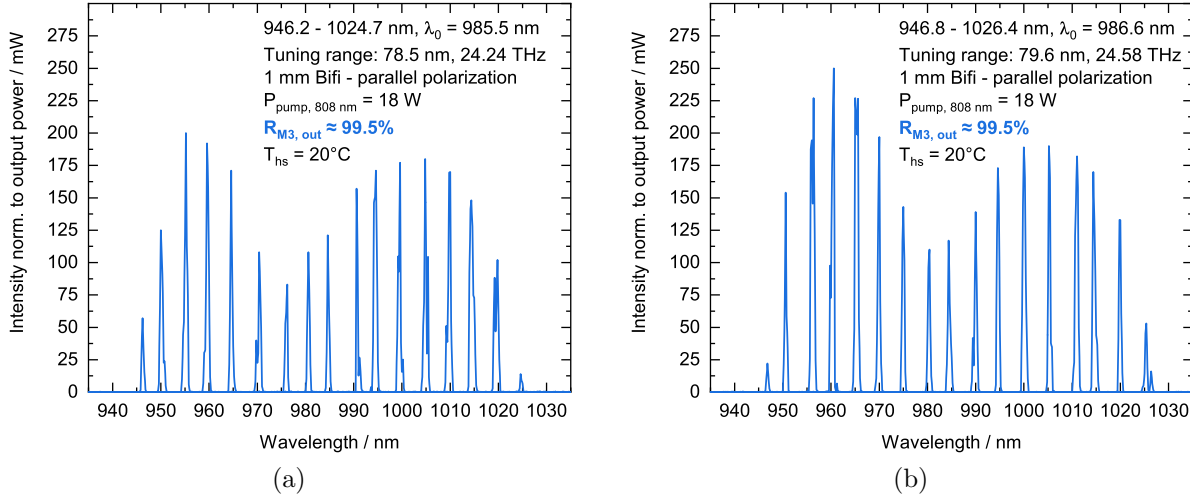 946.2 - 1024.7 nm, λ₀ = 985.5 nm
Tuning range: 78.5 nm, 24.24 THz
1 mm Bifi - parallel polarization
P_pump, 808 nm = 18 W
R_M3, out ≈ 99.5%
T_hs = 20°C
Intensity norm. to output power / mW
275
250
225
200
175
150
125
100
75
50
25
0
940 950 960 970 980 990 1000 1010 1020 1030
Wavelength / nm
(a)
946.8 - 1026.4 nm, λ₀ = 986.6 nm
Tuning range: 79.6 nm, 24.58 THz
1 mm Bifi - parallel polarization
P_pump, 808 nm = 18 W
R_M3, out ≈ 99.5%
T_hs = 20°C
Intensity norm. to output power / mW
275
250
225
200
175
150
125
100
75
50
25
0
940 950 960 970 980 990 1000 1010 1020 1030
Wavelength / nm
(b)